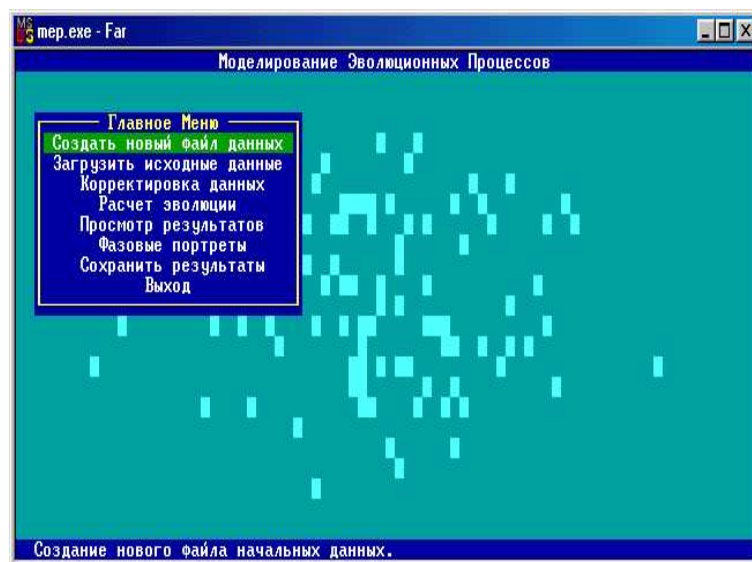 mep.exe - Far
Моделирование Эволюционных Процессов
Главное Меню
Создать новый файл данных
Загрузить исходные данные
Корректировка данных
Расчет эволюции
Просмотр результатов
Фазовые портреты
Сохранить результаты
Выход
Создание нового файла начальных данных.